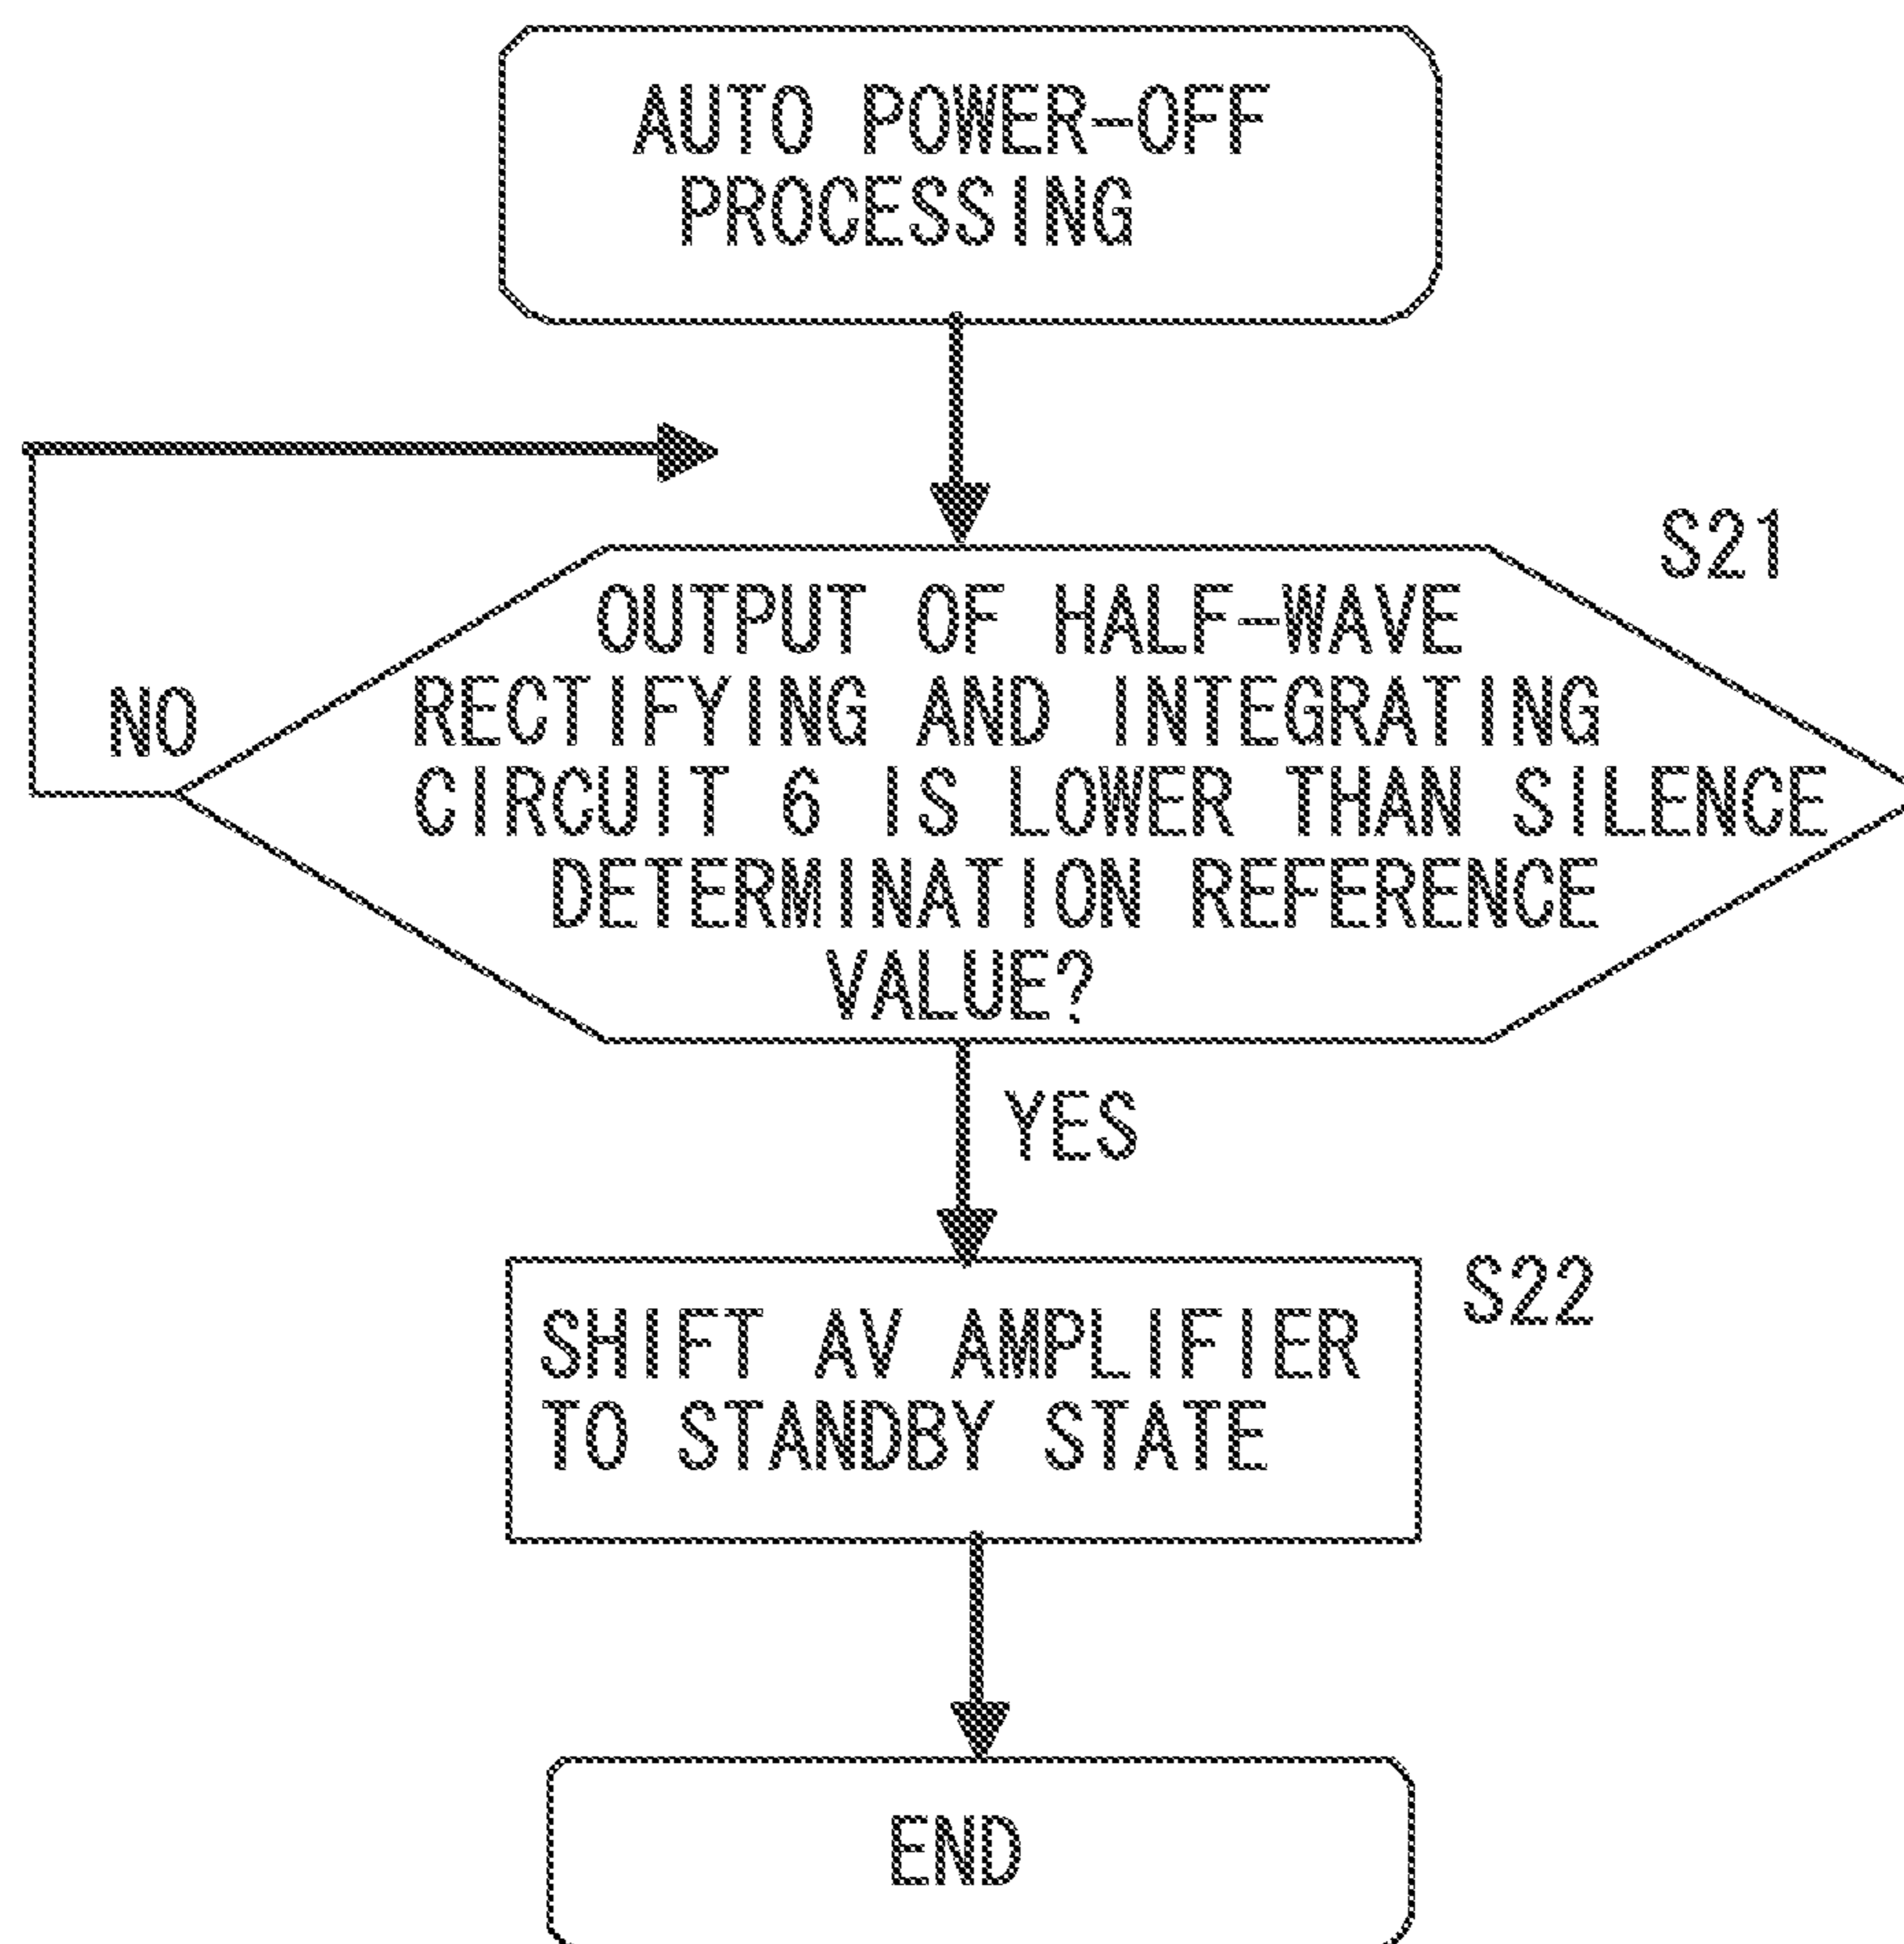 AUTO POWER-OFF
PROCESSING
S21
OUTPUT OF HALF-WAVE
RECTIFYING AND INTEGRATING
CIRCUIT 6 IS LOWER THAN SILENCE
DETERMINATION REFERENCE
VALUE?
NO
YES
S22
SHIFT AV AMPLIFIER
TO STANDBY STATE
END